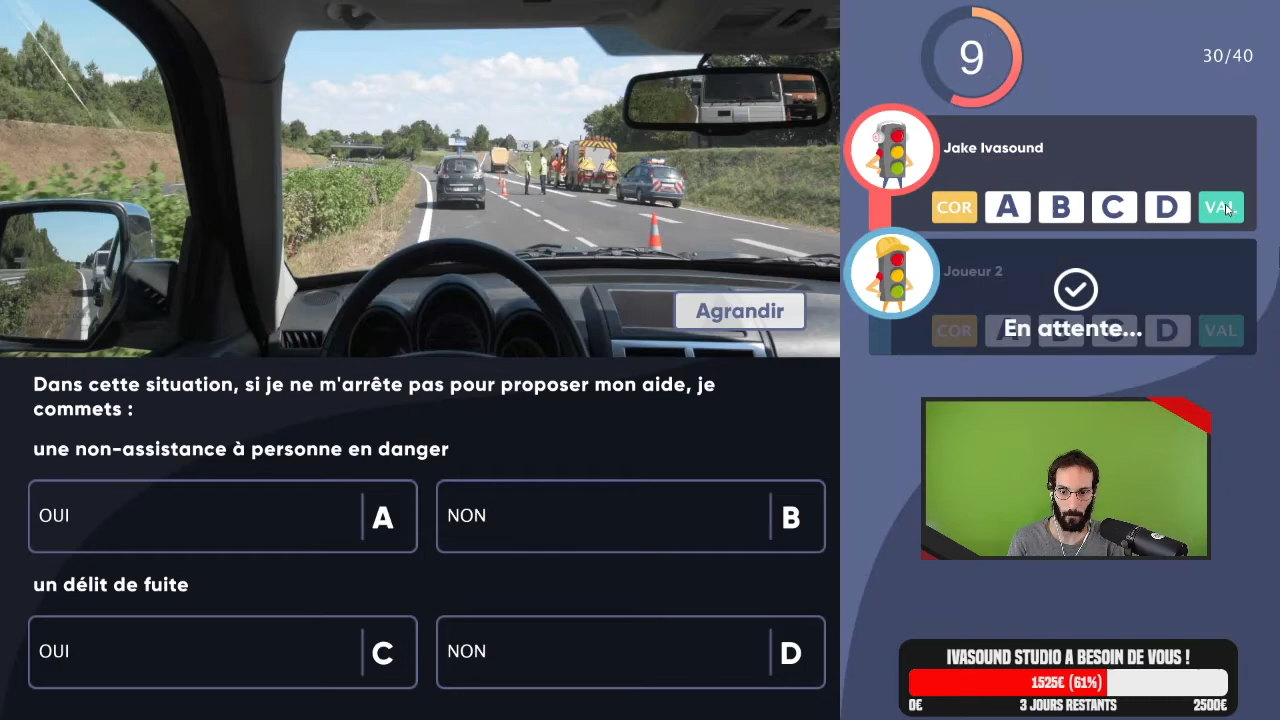 9
30/40
Jake Ivasound
COR A B C D VAL
Joueur 2
En attente...
COR A B C D VAL
Agrandir
Dans cette situation, si je ne m'arrête pas pour proposer mon aide, je
commets :
une non-assistance à personne en danger
OUI A
NON B
un délit de fuite
OUI C
NON D
IVASOUND STUDIO A BESOIN DE VOUS !
1525€ (61%)
0€ 3 JOURS RESTANTS 2500€